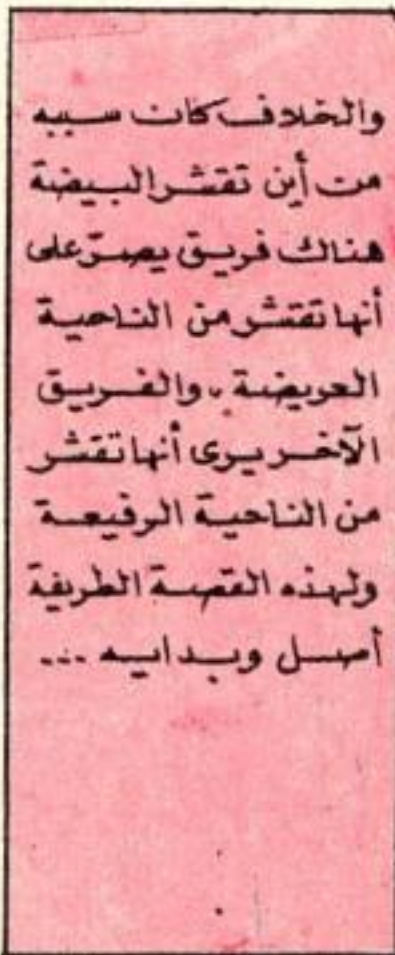 والخلاف كان سببه
من أين تقشر البيضة
هناك فريق يصرّ على
أنها تقشر من الناحية
العريضة . والفريق
الآخر يرى أنها تقشر
من الناحية الرفيعة
ولهذه القصة الطريفة
أصل وبدايه ...